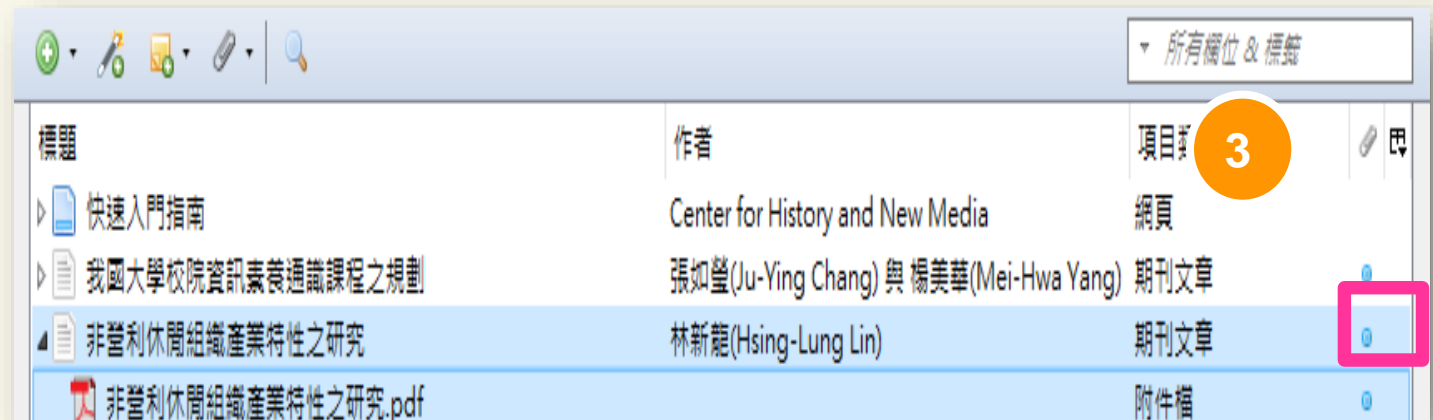 所有欄位 & 標籤
標題 作者 項目類
3
快速入門指南 Center for History and New Media 網頁
我國大學校院資訊素養通識課程之規劃 張如瑩(Ju-Ying Chang) 與 楊美華(Mei-Hwa Yang) 期刊文章
非營利休閒組織產業特性之研究 林新龍(Hsing-Lung Lin) 期刊文章
非營利休閒組織產業特性之研究.pdf 附件檔